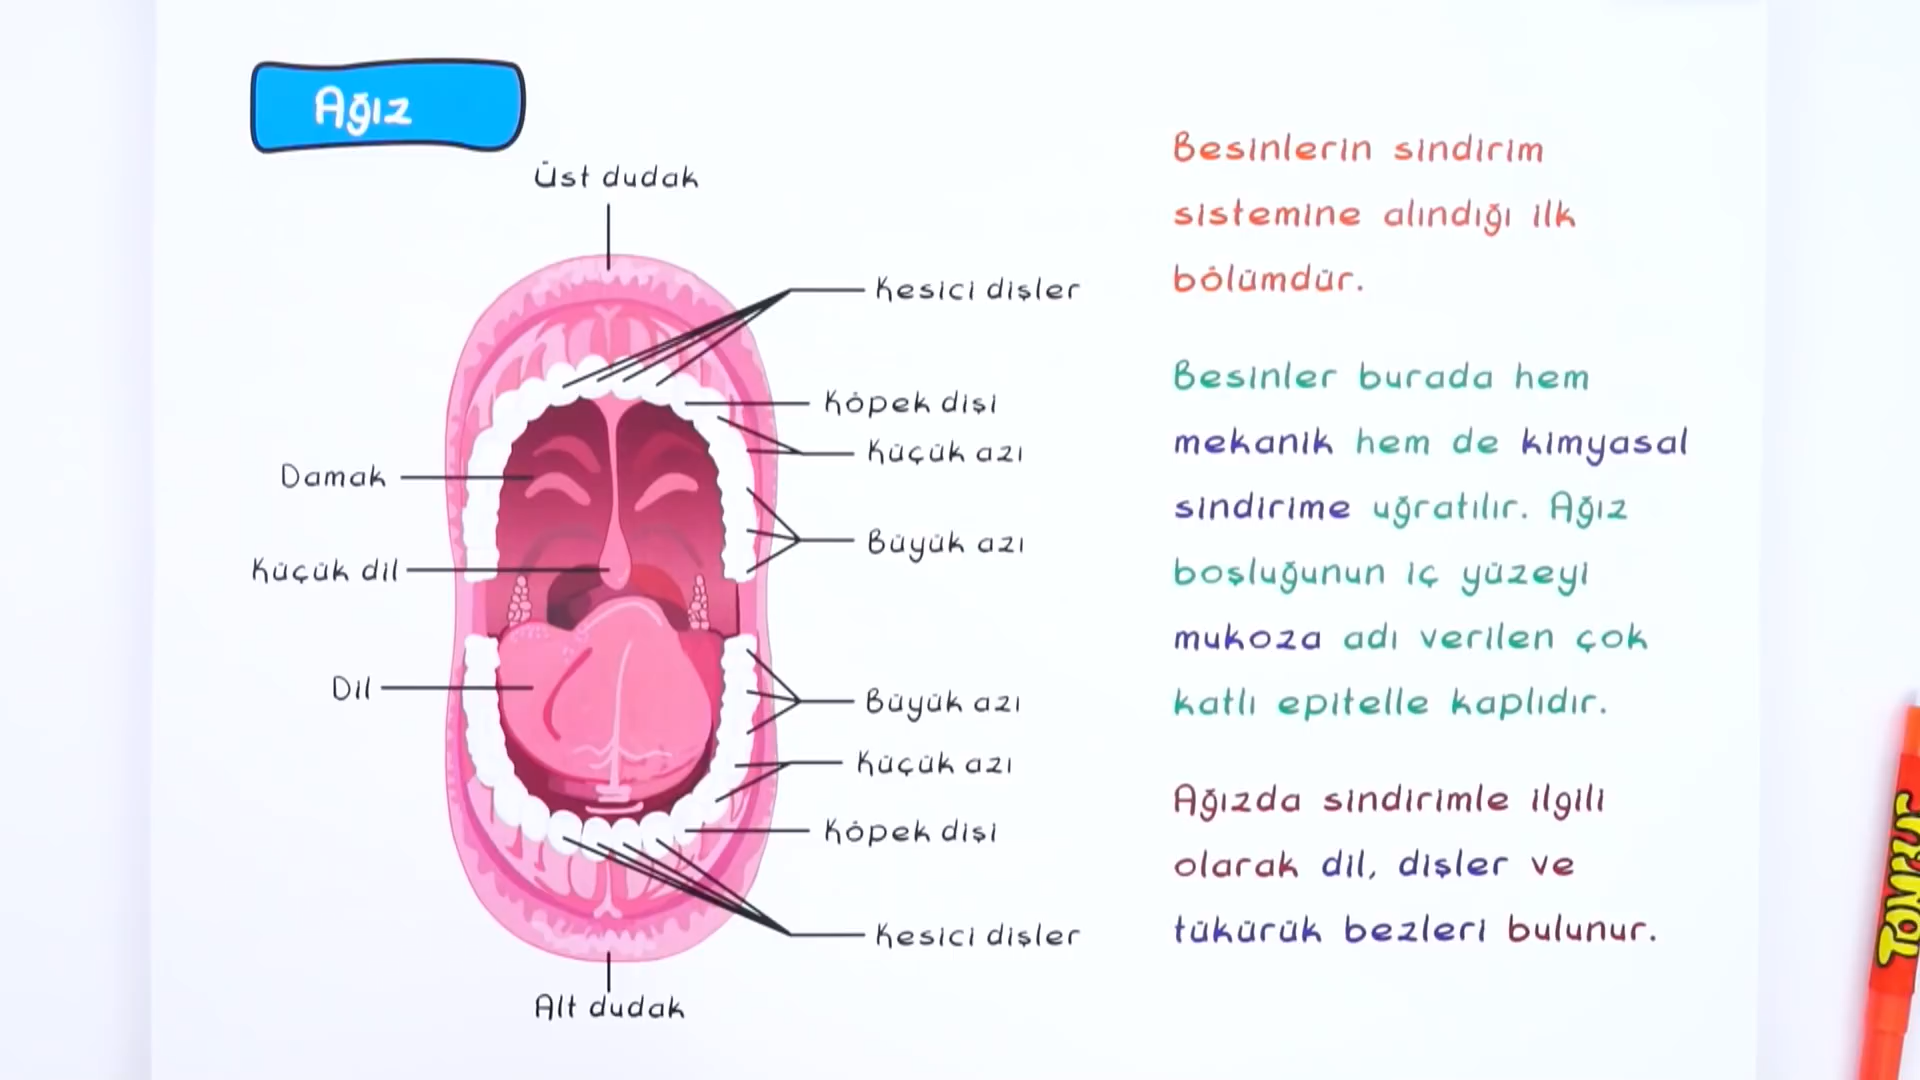 Ağız
Üst dudak
Kesici dişler
Köpek dişi
Küçük azı
Damak
Büyük azı
Küçük dil
Dil
Büyük azı
Küçük azı
Köpek dişi
Kesici dişler
Alt dudak
Besinlerin sindirim
sistemine alındığı ilk
bölümdür.
Besinler burada hem
mekanik hem de kimyasal
sindirime uğratılır. Ağız
boşluğunun iç yüzeyi
mukoza adı verilen çok
katlı epitelle kaplıdır.
Ağızda sindirimle ilgili
olarak dil, dişler ve
tükürük bezleri bulunur.